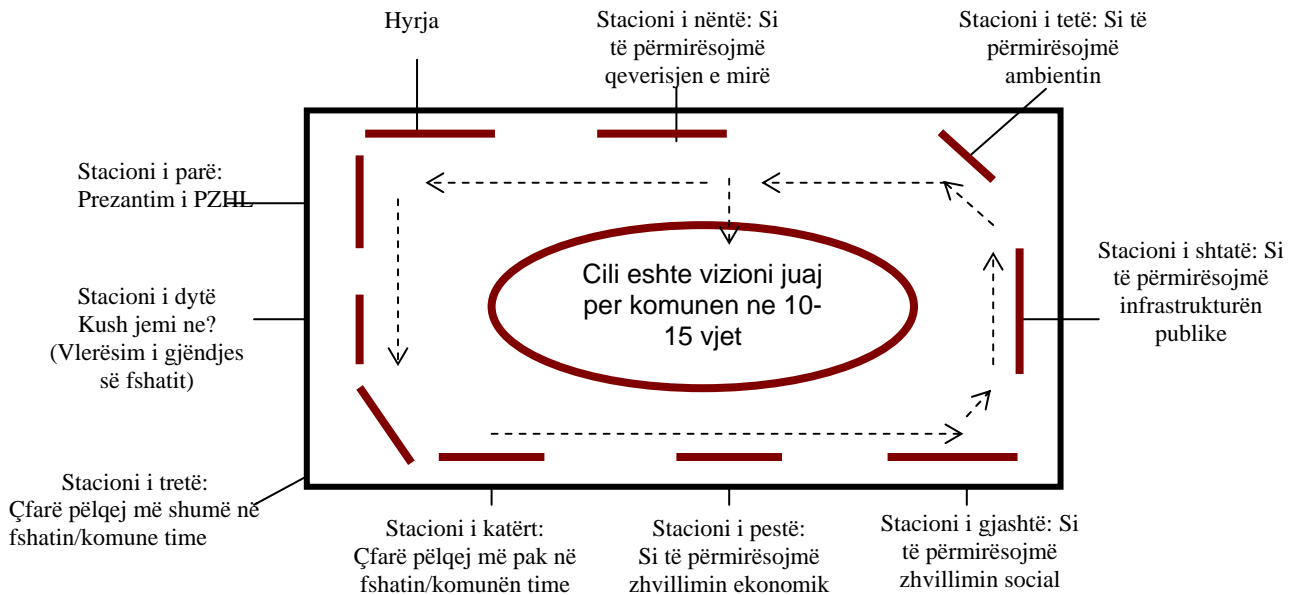 Hyrja
Stacioni i nëntë: Si
të përmirësojmë
qeverisjen e mirë
Stacioni i tetë: Si të
përmirësojmë
ambientin
Stacioni i parë:
Prezantim i PZHL
Stacioni i dytë
Kush jemi ne?
(Vlerësim i gjëndjes
së fshatit)
Cili eshte vizioni juaj
per komunen ne 10-
15 vjet
Stacioni i shtatë: Si
të përmirësojmë
infrastrukturën
publike
Stacioni i tretë:
Çfarë pëlqej më shumë në
fshatin/komune time
Stacioni i katërt:
Çfarë pëlqej më pak në
fshatin/komunën time
Stacioni i pestë:
Si të përmirësojmë
zhvillimin ekonomik
Stacioni i gjashtë: Si
të përmirësojmë
zhvillimin social